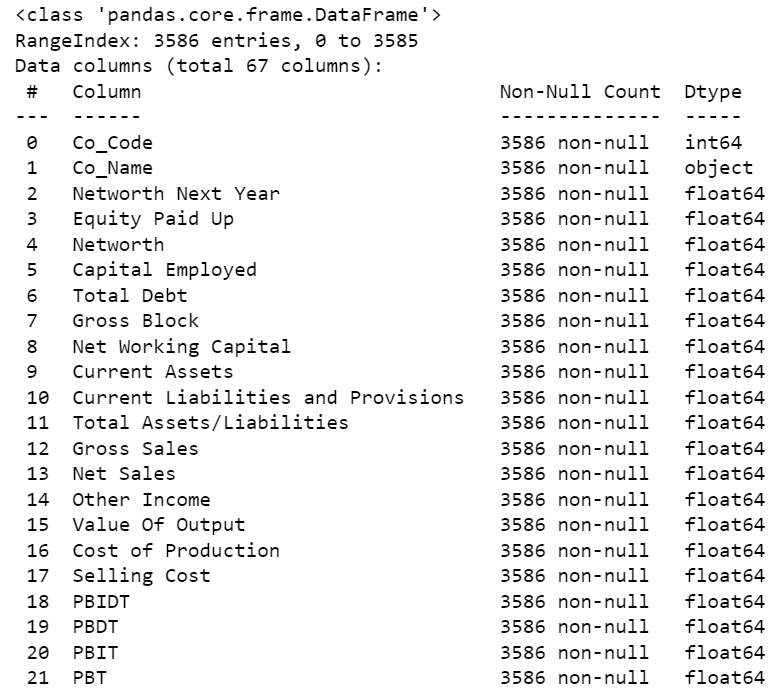 <class 'pandas.core.frame.DataFrame'>
RangeIndex: 3586 entries, 0 to 3585
Data columns (total 67 columns):
 #   Column                               Non-Null Count  Dtype
---  ------                               --------------  -----
 0   Co_Code                              3586 non-null   int64
 1   Co_Name                              3586 non-null   object
 2   Networth Next Year                   3586 non-null   float64
 3   Equity Paid Up                       3586 non-null   float64
 4   Networth                             3586 non-null   float64
 5   Capital Employed                     3586 non-null   float64
 6   Total Debt                           3586 non-null   float64
 7   Gross Block                          3586 non-null   float64
 8   Net Working Capital                  3586 non-null   float64
 9   Current Assets                       3586 non-null   float64
 10  Current Liabilities and Provisions   3586 non-null   float64
 11  Total Assets/Liabilities             3586 non-null   float64
 12  Gross Sales                          3586 non-null   float64
 13  Net Sales                            3586 non-null   float64
 14  Other Income                         3586 non-null   float64
 15  Value Of Output                      3586 non-null   float64
 16  Cost of Production                   3586 non-null   float64
 17  Selling Cost                         3586 non-null   float64
 18  PBIDT                                3586 non-null   float64
 19  PBDT                                 3586 non-null   float64
 20  PBIT                                 3586 non-null   float64
 21  PBT                                  3586 non-null   float64